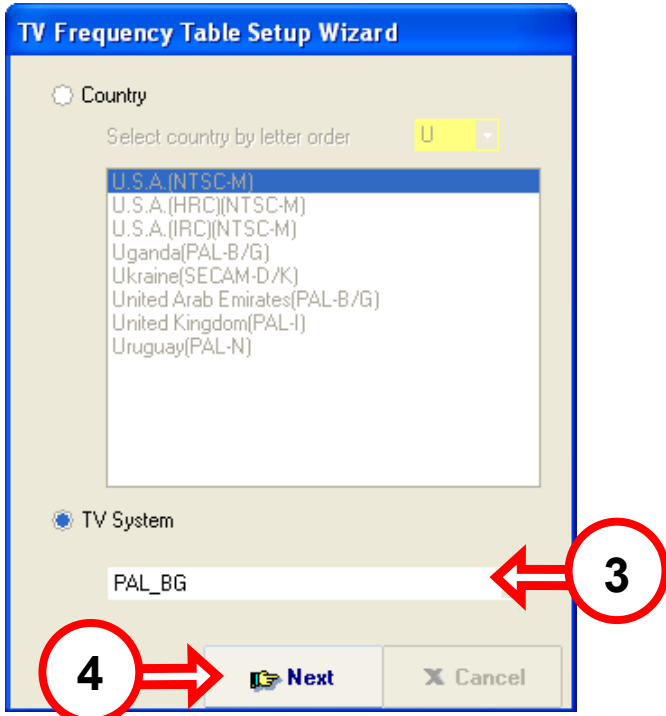 TV Frequency Table Setup Wizard
Country
Select country by letter order U
U.S.A.(NTSC-M)
U.S.A.(HRC)(NTSC-M)
U.S.A.(IRC)(NTSC-M)
Uganda(PAL-B/G)
Ukraine(SECAM-D/K)
United Arab Emirates(PAL-B/G)
United Kingdom(PAL-I)
Uruguay(PAL-N)
TV System
PAL_BG
3
4
Next X Cancel